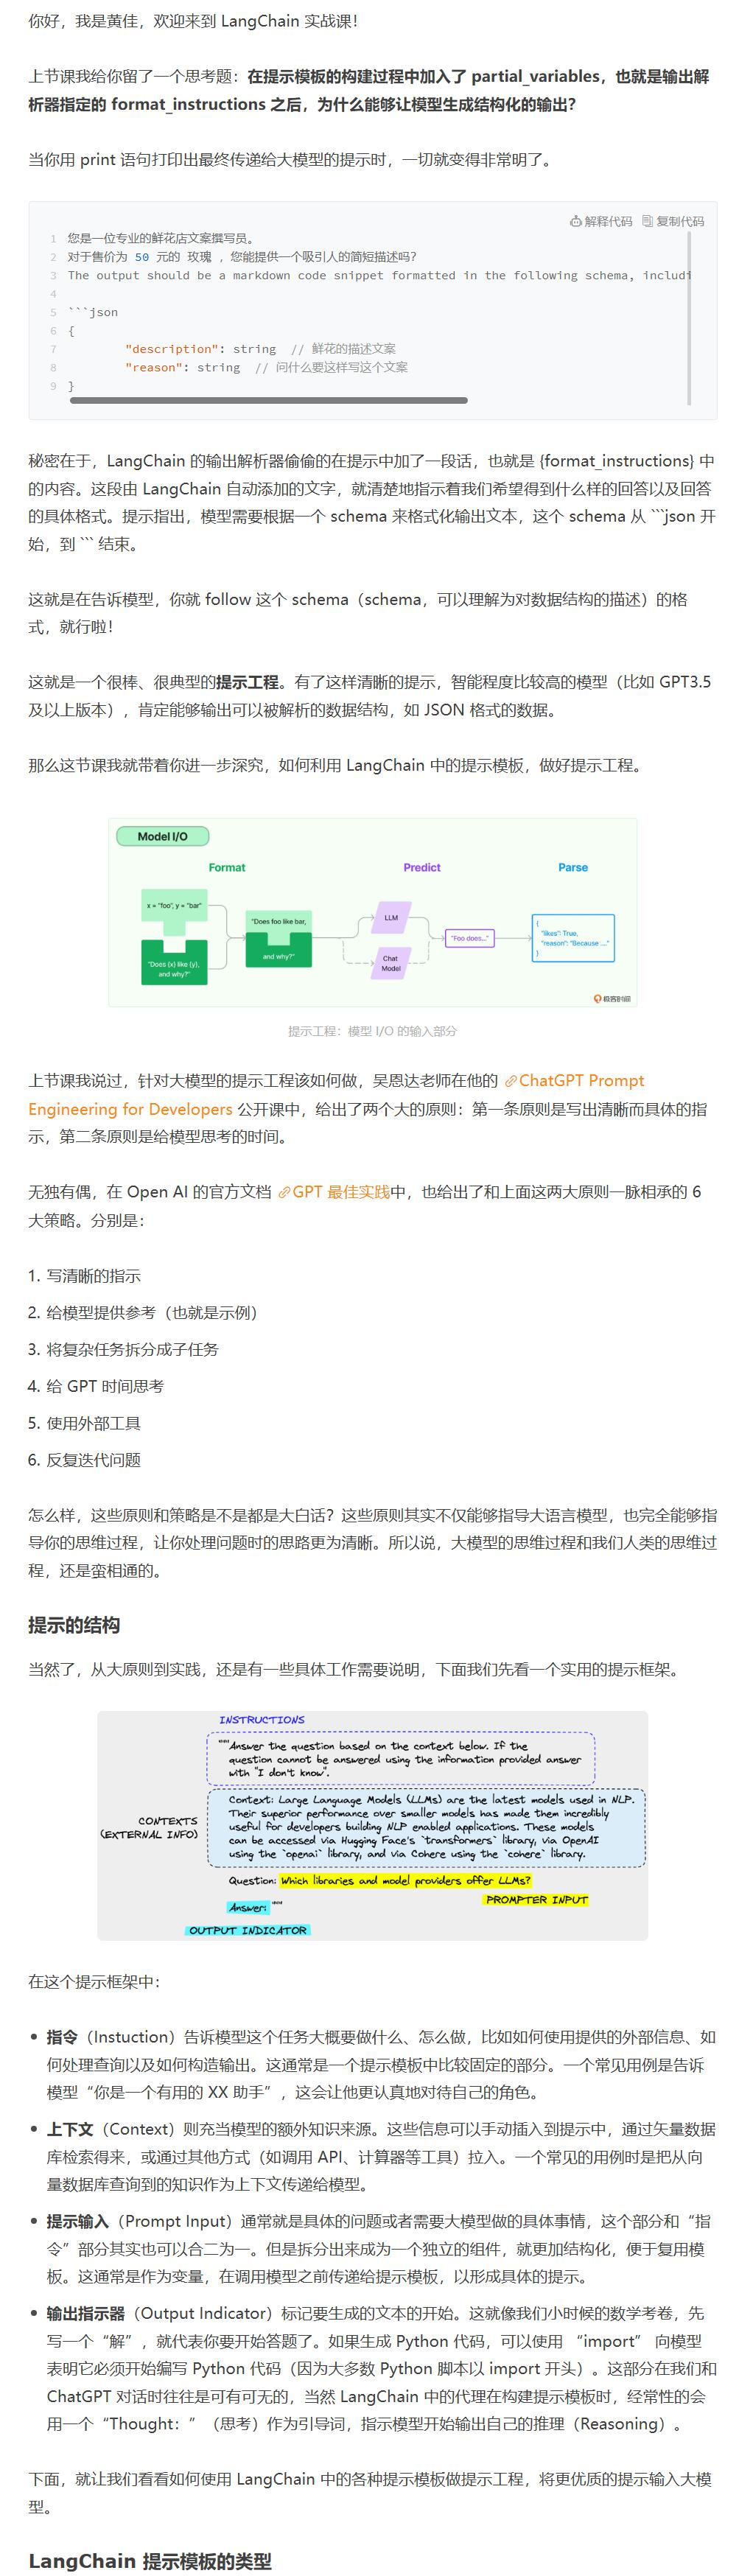 你好，我是黄佳，欢迎来到 LangChain 实战课！
上节课我给你留了一个思考题：在提示模板的构建过程中加入了 partial_variables，也就是输出解
析器指定的 format_instructions 之后，为什么能够让模型生成结构化的输出？
当你用 print 语句打印出最终传递给大模型的提示时，一切就变得非常明了。
解释代码 复制代码
1 您是一位专业的鲜花店文案撰写员。
2 对于售价为 50 元的 玫瑰 ，您能提供一个吸引人的简短描述吗？
3 The output should be a markdown code snippet formatted in the following schema, includi
4
5 ```json
6 {
7 "description": string // 鲜花的描述文案
8 "reason": string // 问什么要这样写这个文案
9 }
秘密在于，LangChain 的输出解析器偷偷的在提示中加了一段话，也就是 {format_instructions} 中
的内容。这段由 LangChain 自动添加的文字，就清楚地指示着我们希望得到什么样的回答以及回答
的具体格式。提示指出，模型需要根据一个 schema 来格式化输出文本，这个 schema 从 ```json 开
始，到 ``` 结束。
这就是在告诉模型，你就 follow 这个 schema（schema，可以理解为对数据结构的描述）的格
式，就行啦！
这就是一个很棒、很典型的提示工程。有了这样清晰的提示，智能程度比较高的模型（比如 GPT3.5
及以上版本），肯定能够输出可以被解析的数据结构，如 JSON 格式的数据。
那么这节课我就带着你进一步深究，如何利用 LangChain 中的提示模板，做好提示工程。
Model I/O
Format Predict Parse
x = "foo", y = "bar"
"Does {x} like {y},
and why?"
"Does foo like bar,
and why?"
LLM
Chat
Model
"Foo does..."
{
"likes": True,
"reason": "Because ..."
}
极客时间
提示工程：模型 I/O 的输入部分
上节课我说过，针对大模型的提示工程该如何做，吴恩达老师在他的 ChatGPT Prompt
Engineering for Developers 公开课中，给出了两个大的原则：第一条原则是写出清晰而具体的指
示，第二条原则是给模型思考的时间。
无独有偶，在 Open AI 的官方文档 GPT 最佳实践中，也给出了和上面这两大原则一脉相承的 6
大策略。分别是：
1. 写清晰的指示
2. 给模型提供参考（也就是示例）
3. 将复杂任务拆分成子任务
4. 给 GPT 时间思考
5. 使用外部工具
6. 反复迭代问题
怎么样，这些原则和策略是不是都是大白话？这些原则其实不仅能够指导大语言模型，也完全能够指
导你的思维过程，让你处理问题时的思路更为清晰。所以说，大模型的思维过程和我们人类的思维过
程，还是蛮相通的。
提示的结构
当然了，从大原则到实践，还是有一些具体工作需要说明，下面我们先看一个实用的提示框架。
INSTRUCTIONS
"""Answer the question based on the context below. If the
question cannot be answered using the information provided answer
with "I don't know".
CONTEXTS
(EXTERNAL INFO)
Context: Large Language Models (LLMs) are the latest models used in NLP.
Their superior performance over smaller models has made them incredibly
useful for developers building NLP enabled applications. These models
can be accessed via Hugging Face's `transformers` library, via OpenAI
using the `openai` library, and via Cohere using the `cohere` library.
Question: Which libraries and model providers offer LLMs?
PROMPTER INPUT
Answer: """
OUTPUT INDICATOR
在这个提示框架中：
指令（Instuction）告诉模型这个任务大概要做什么、怎么做，比如如何使用提供的外部信息、如
何处理查询以及如何构造输出。这通常是一个提示模板中比较固定的部分。一个常见用例是告诉
模型“你是一个有用的 XX 助手”，这会让他更认真地对待自己的角色。
上下文（Context）则充当模型的额外知识来源。这些信息可以手动插入到提示中，通过矢量数据
库检索得来，或通过其他方式（如调用 API、计算器等工具）拉入。一个常见的用例时是把从向
量数据库查询到的知识作为上下文传递给模型。
提示输入（Prompt Input）通常就是具体的问题或者需要大模型做的具体事情，这个部分和“指
令”部分其实也可以合二为一。但是拆分出来成为一个独立的组件，就更加结构化，便于复用模
板。这通常是作为变量，在调用模型之前传递给提示模板，以形成具体的提示。
输出指示器（Output Indicator）标记要生成的文本的开始。这就像我们小时候的数学考卷，先
写一个“解”，就代表你要开始答题了。如果生成 Python 代码，可以使用 “import” 向模型
表明它必须开始编写 Python 代码（因为大多数 Python 脚本以 import 开头）。这部分在我们和
ChatGPT 对话时往往是可有可无的，当然 LangChain 中的代理在构建提示模板时，经常性的会
用一个“Thought：”（思考）作为引导词，指示模型开始输出自己的推理（Reasoning）。
下面，就让我们看看如何使用 LangChain 中的各种提示模板做提示工程，将更优质的提示输入大模
型。
LangChain 提示模板的类型